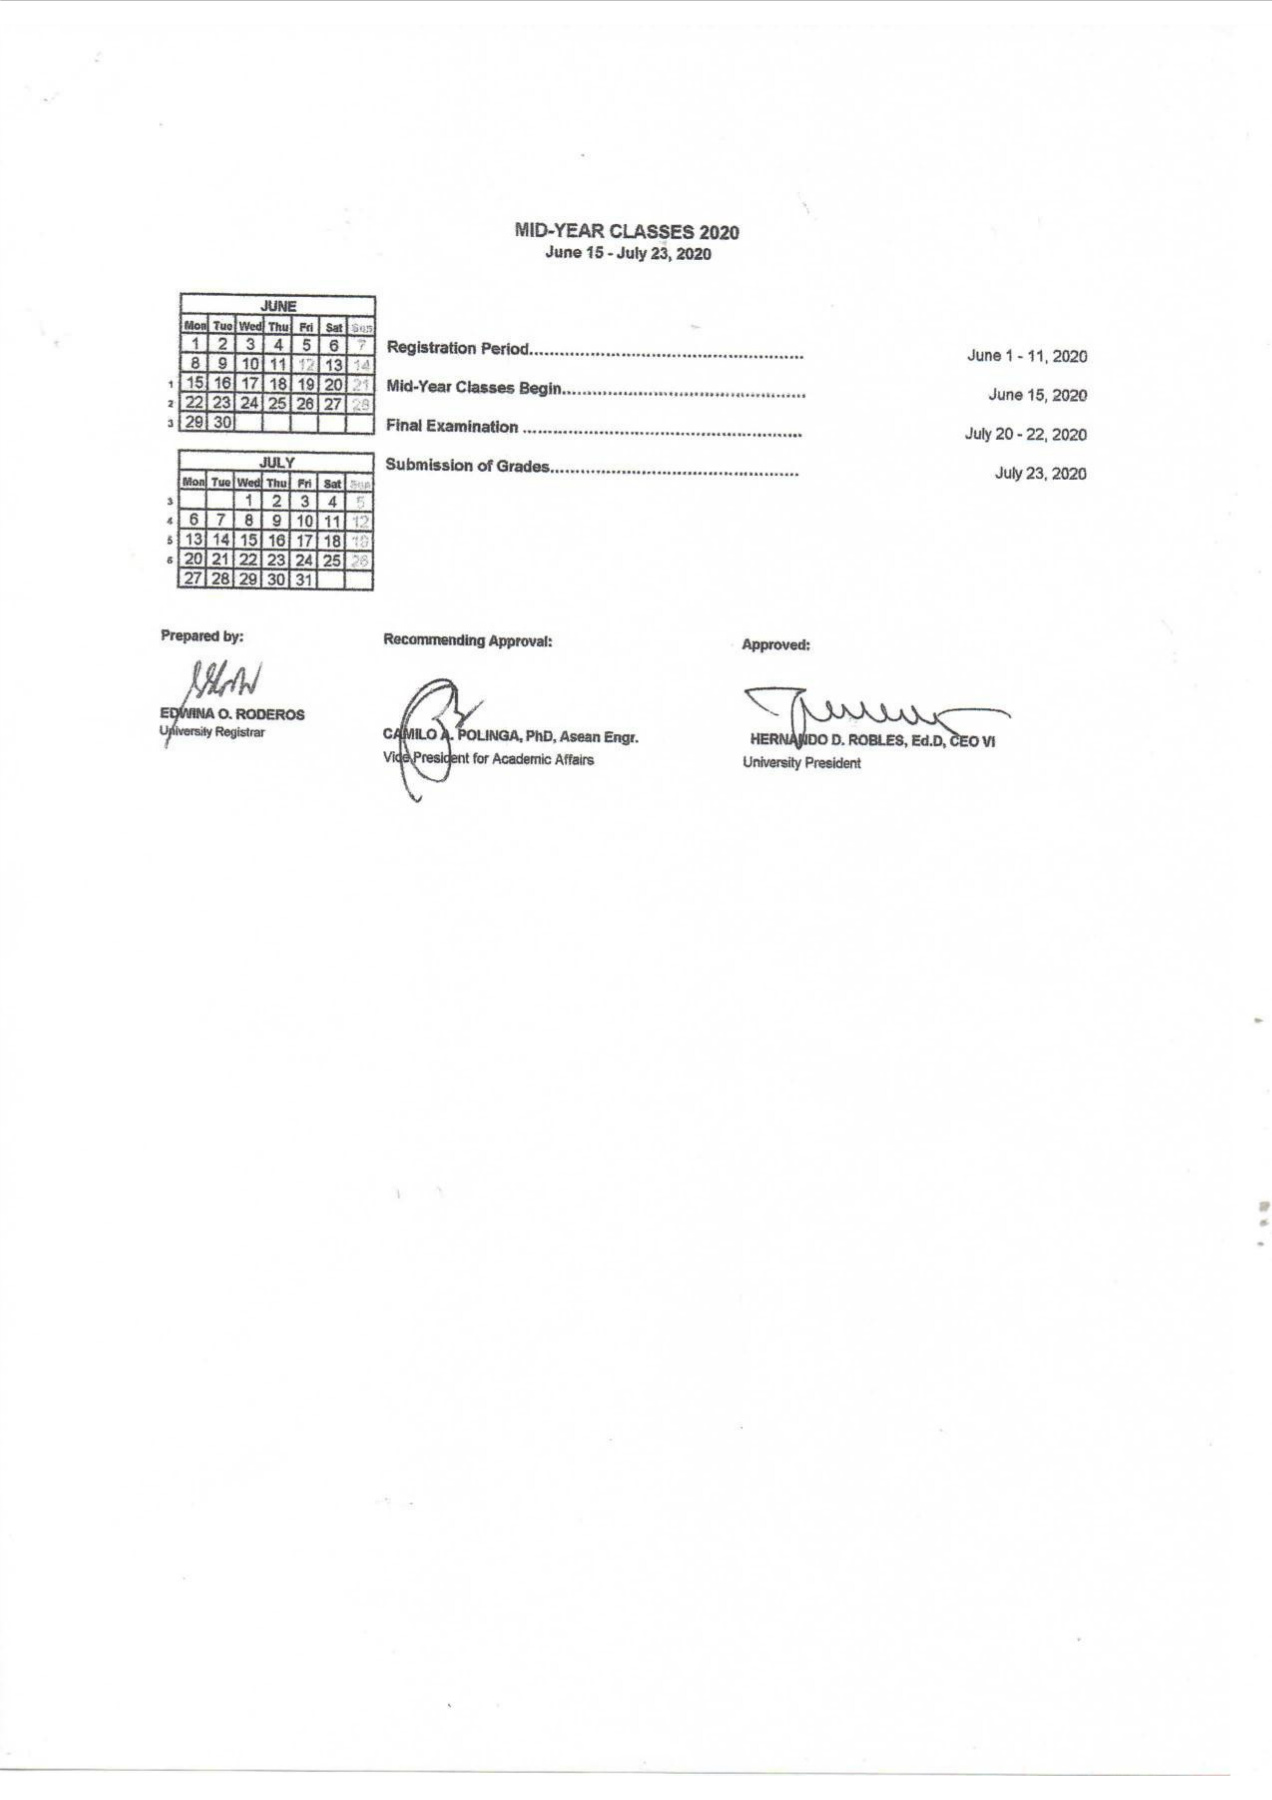 MID-YEAR CLASSES 2020
June 15 - July 23, 2020
JUNE
Mon Tue Wed Thu Fri Sat Sun
1 2 3 4 5 6 7
8 9 10 11 12 13 14
1 15 16 17 18 19 20 21
2 22 23 24 25 26 27 28
3 29 30
JULY
Mon Tue Wed Thu Fri Sat Sun
3 1 2 3 4 5
4 6 7 8 9 10 11 12
5 13 14 15 16 17 18 19
6 20 21 22 23 24 25 26
27 28 29 30 31
Registration Period.................................................... June 1 - 11, 2020
Mid-Year Classes Begin.............................................. June 15, 2020
Final Examination ..................................................... July 20 - 22, 2020
Submission of Grades............................................... July 23, 2020
Prepared by:
EDWINA O. RODEROS
University Registrar
Recommending Approval:
CAMILO A. POLINGA, PhD, Asean Engr.
Vice President for Academic Affairs
Approved:
HERNANDO D. ROBLES, Ed.D, CEO VI
University President